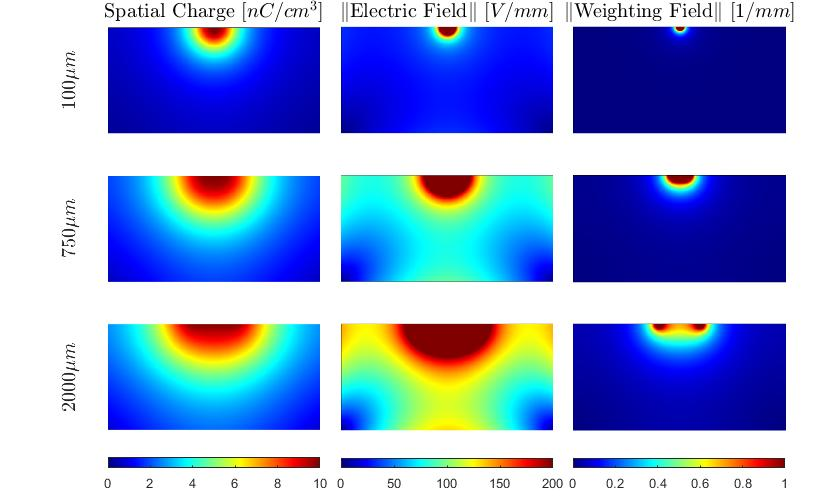 Spatial Charge [nC/cm³] ‖Electric Field‖ [V/mm] ‖Weighting Field‖ [1/mm]
100μm
750μm
2000μm
0 2 4 6 8 10 0 50 100 150 200 0 0.2 0.4 0.6 0.8 1